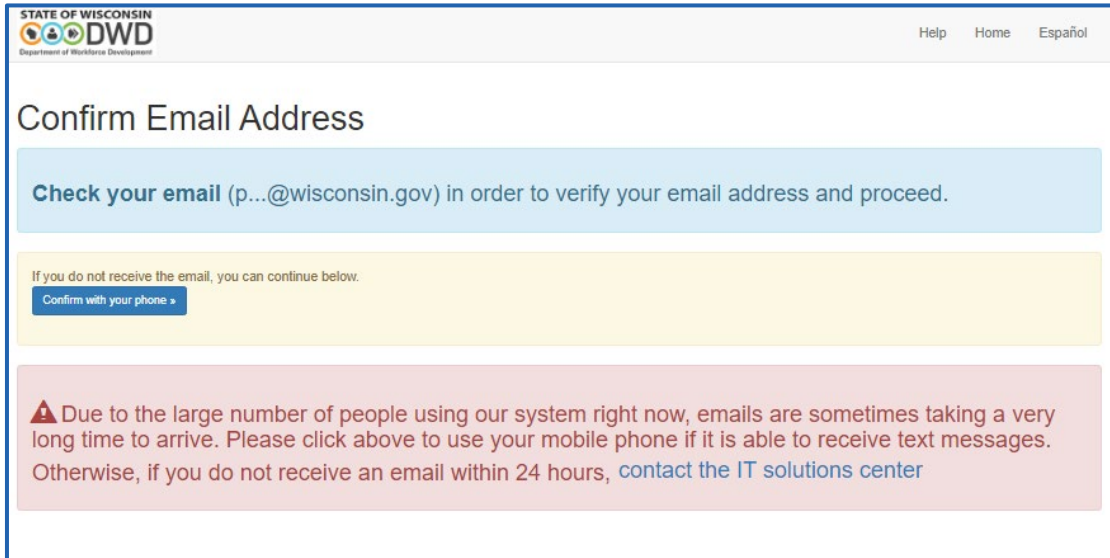 STATE OF WISCONSIN
DWD
Department of Workforce Development
Help Home Español
Confirm Email Address
Check your email (p...@wisconsin.gov) in order to verify your email address and proceed.
If you do not receive the email, you can continue below.
Confirm with your phone »
Due to the large number of people using our system right now, emails are sometimes taking a very
long time to arrive. Please click above to use your mobile phone if it is able to receive text messages.
Otherwise, if you do not receive an email within 24 hours, contact the IT solutions center